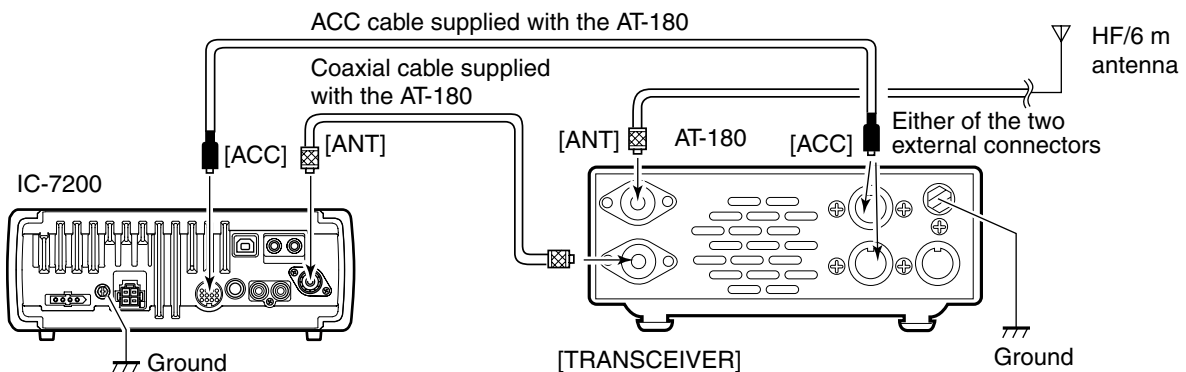 ACC cable supplied with the AT-180
HF/6 m
antenna
Coaxial cable supplied
with the AT-180
[ACC]
[ANT]
[ANT]
AT-180
[ACC]
Either of the two
external connectors
IC-7200
Ground
[TRANSCEIVER]
Ground